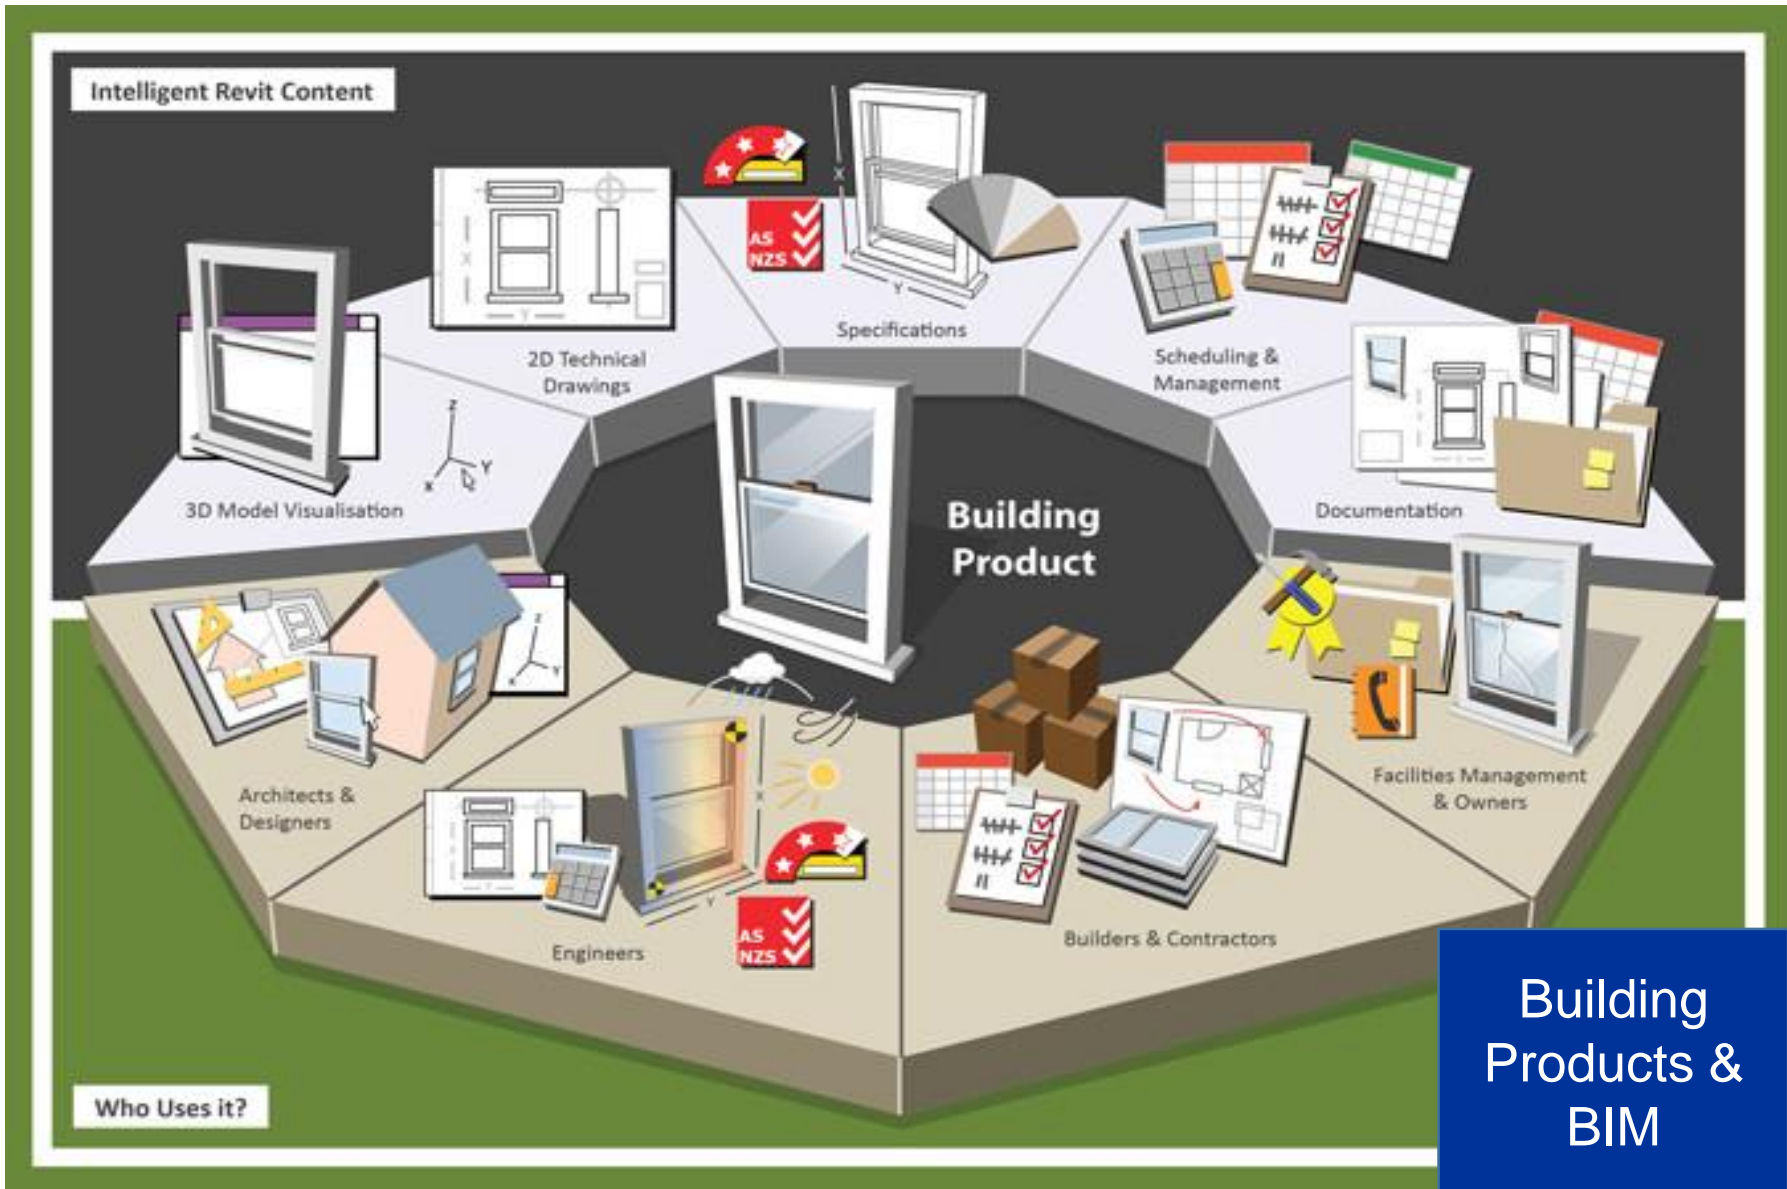 Intelligent Revit Content
X
Y
AS
NZS
X
Y
Specifications
2D Technical
Drawings
Scheduling &
Management
Z
Y
X
3D Model Visualisation
Documentation
Building
Product
Z
Y
X
Architects &
Designers
X
Y
AS
NZS
Engineers
Builders & Contractors
Facilities Management
& Owners
Who Uses it?
Building
Products &
BIM